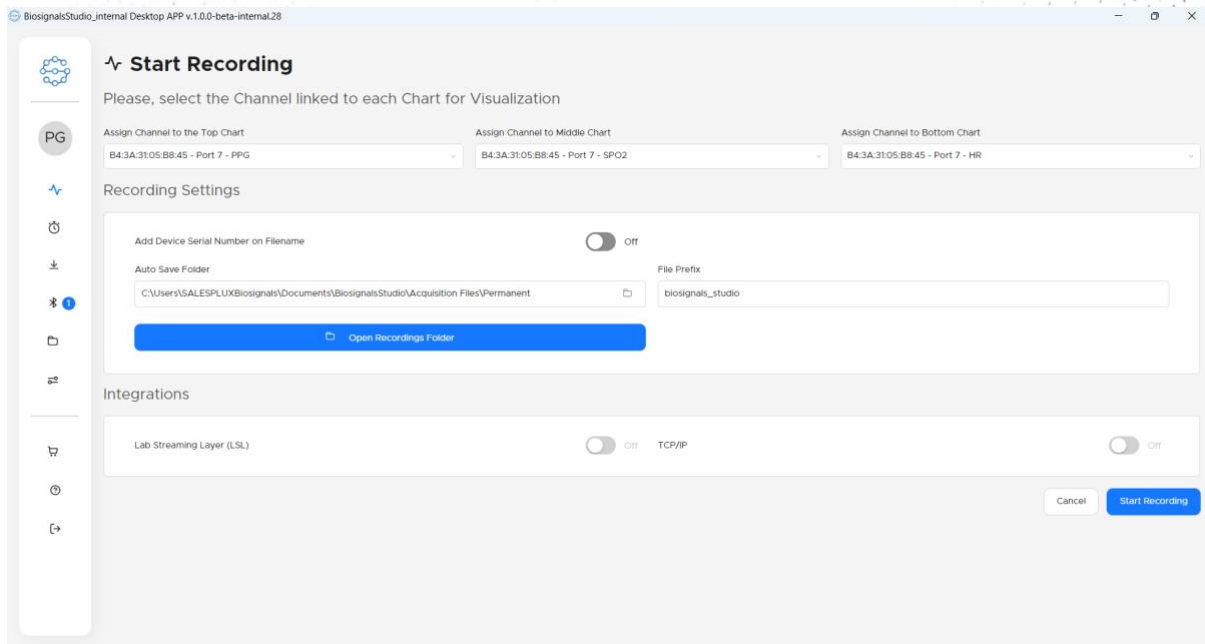 BiosignalsStudio_internal Desktop APP v.1.0.0-beta-internal.28
Start Recording
Please, select the Channel linked to each Chart for Visualization
PG
Assign Channel to the Top Chart
Assign Channel to Middle Chart
Assign Channel to Bottom Chart
B4:3A:31:05:B8:45 - Port 7 - PPG
B4:3A:31:05:B8:45 - Port 7 - SPO2
B4:3A:31:05:B8:45 - Port 7 - HR
Recording Settings
Add Device Serial Number on Filename
Off
Auto Save Folder
File Prefix
1
C:\Users\SALESPLUXBiosignals\Documents\BiosignalsStudio\Acquisition Files\Permanent
biosignals_studio
Open Recordings Folder
Integrations
Lab Streaming Layer (LSL)
Off
TCP/IP
Off
Cancel
Start Recording